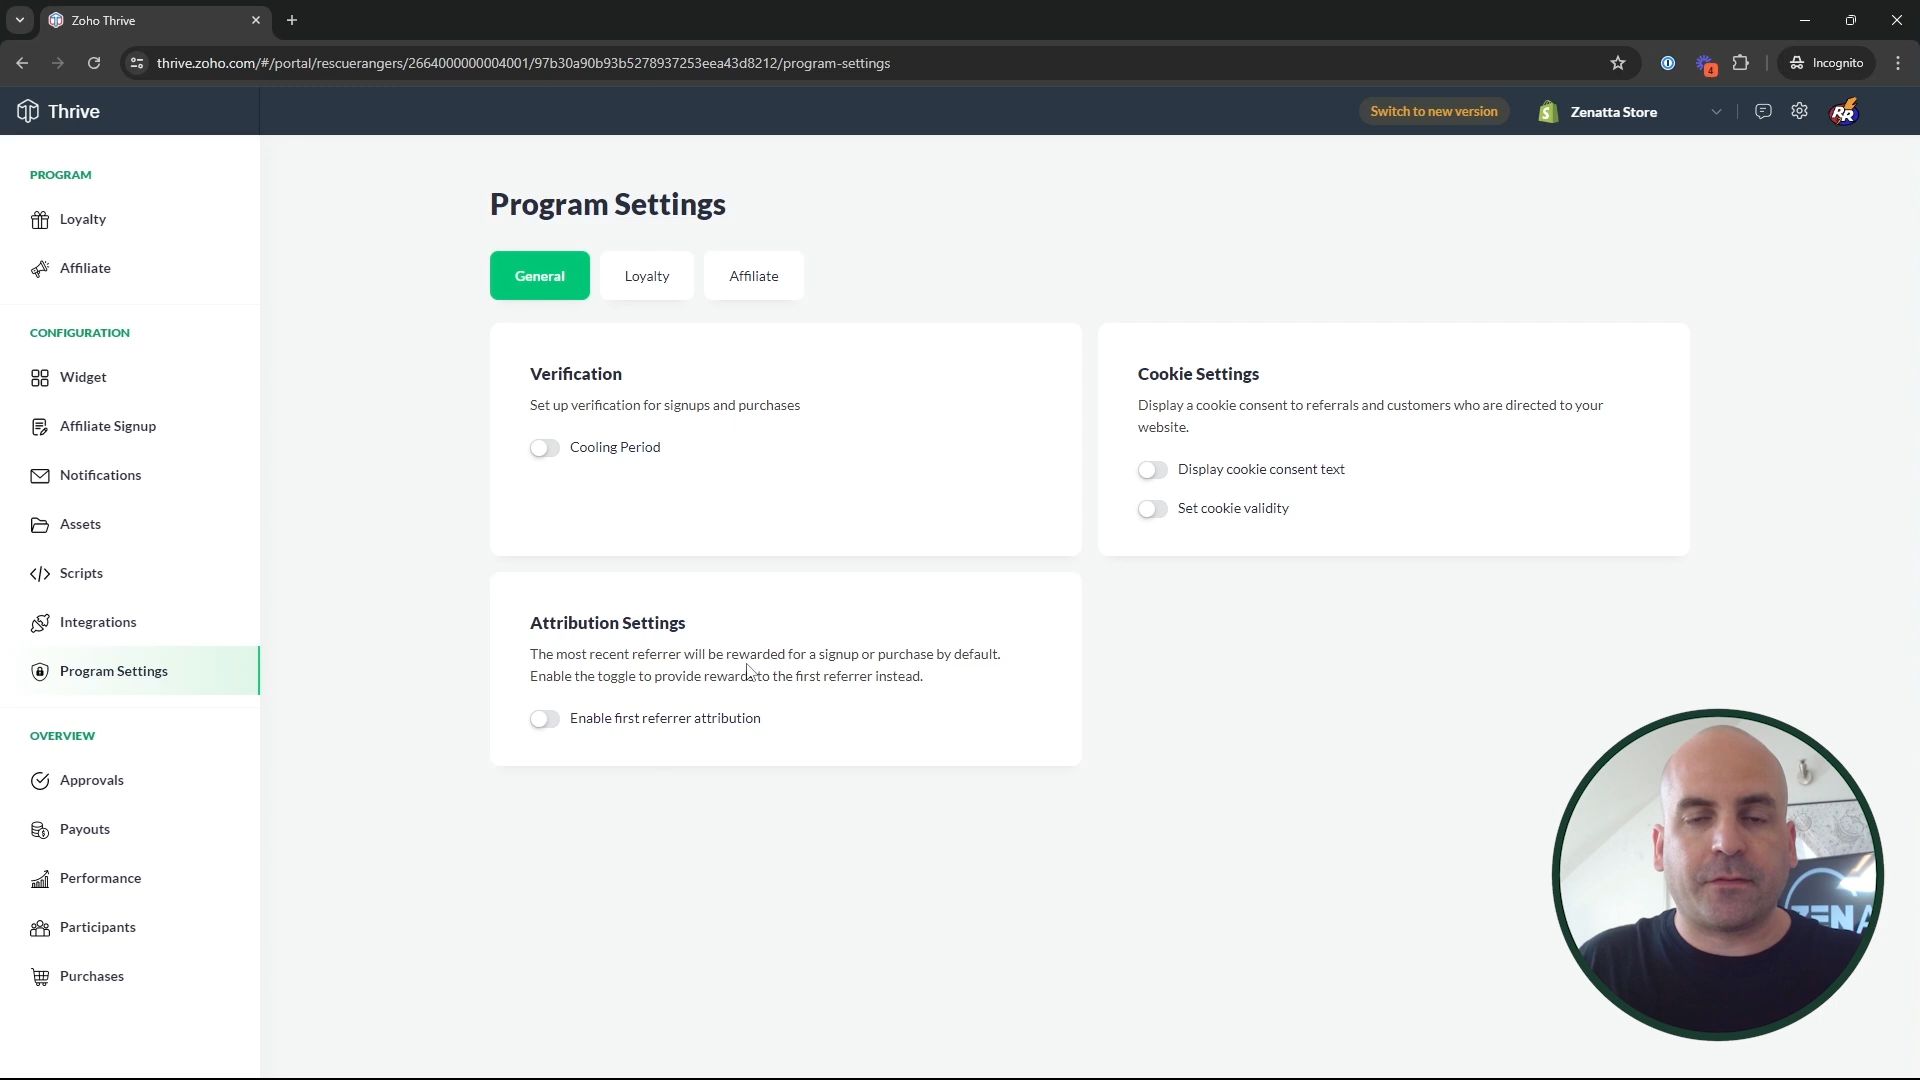 Zoho Thrive
thrive.zoho.com/#/portal/rescuerangers/2664000000004001/97b30a90b93b5278937253eea43d8212/program-settings
4
Incognito
Thrive
Switch to new version
Zenatta Store
RR
PROGRAM
Loyalty
Affiliate
CONFIGURATION
Widget
Affiliate Signup
Notifications
Assets
Scripts
Integrations
Program Settings
OVERVIEW
Approvals
Payouts
Performance
Participants
Purchases
Program Settings
General
Loyalty
Affiliate
Verification
Set up verification for signups and purchases
Cooling Period
Cookie Settings
Display a cookie consent to referrals and customers who are directed to your
website.
Display cookie consent text
Set cookie validity
Attribution Settings
The most recent referrer will be rewarded for a signup or purchase by default.
Enable the toggle to provide rewards to the first referrer instead.
Enable first referrer attribution
ZENA